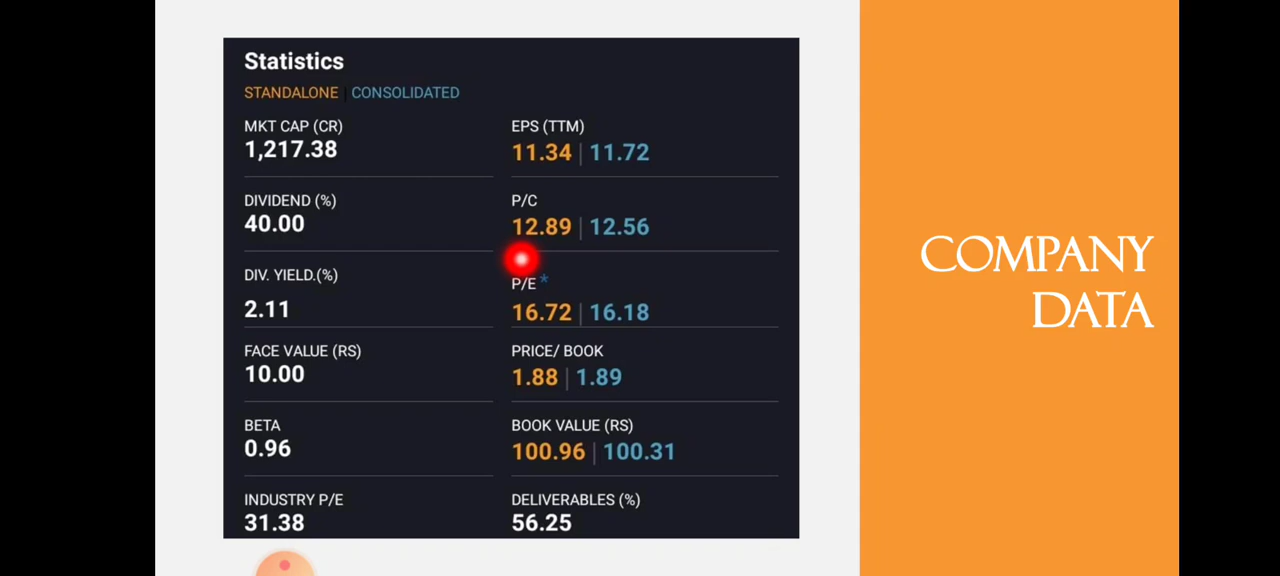 Statistics
STANDALONE | CONSOLIDATED
MKT CAP (CR)
1,217.38
EPS (TTM)
11.34 | 11.72
DIVIDEND (%)
40.00
P/C
12.89 | 12.56
DIV. YIELD.(%)
2.11
P/E *
16.72 | 16.18
FACE VALUE (RS)
10.00
PRICE/ BOOK
1.88 | 1.89
BETA
0.96
BOOK VALUE (RS)
100.96 | 100.31
INDUSTRY P/E
31.38
DELIVERABLES (%)
56.25
COMPANY
DATA